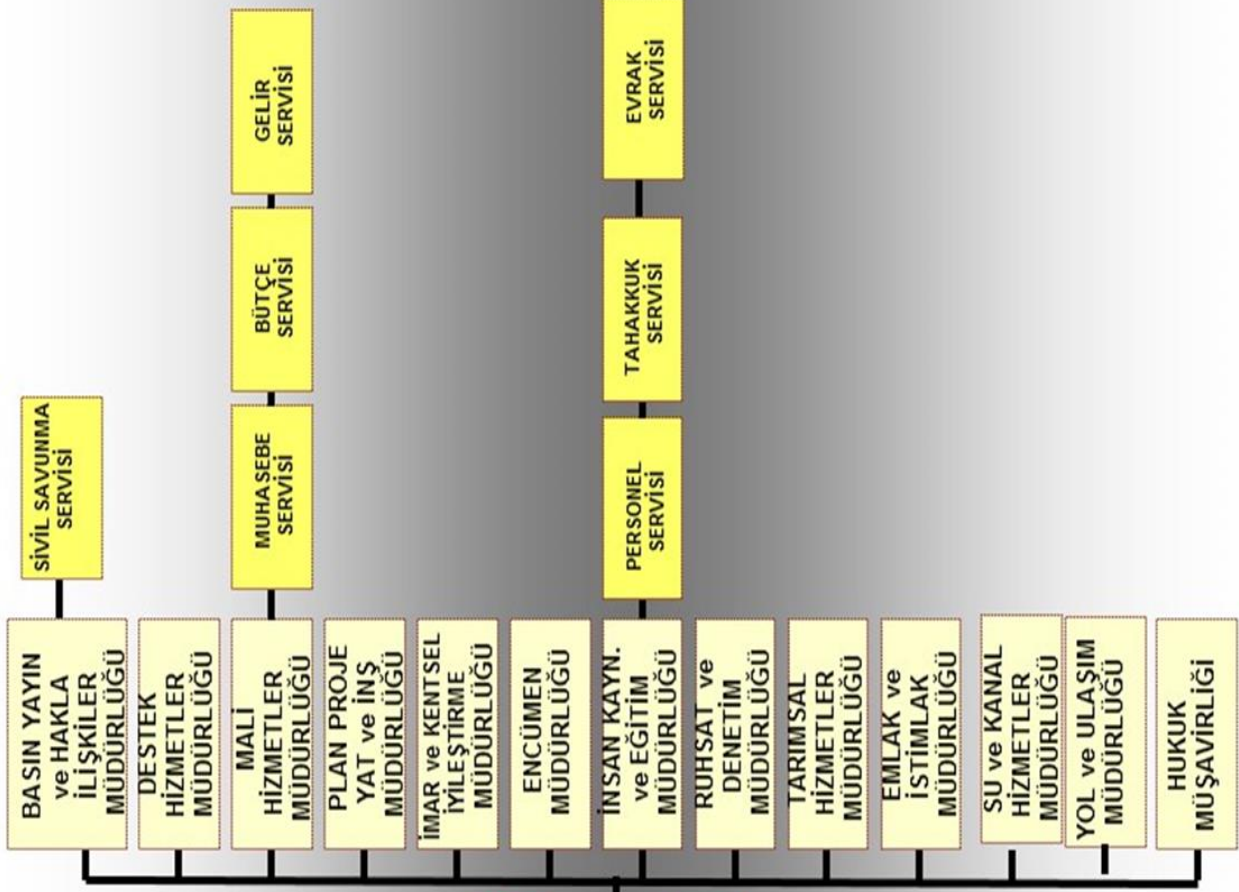 BASIN YAYIN
ve HAKLA
İLİŞKİLER
MÜDÜRLÜĞÜ
SİVİL SAVUNMA
SERVİSİ
DESTEK
HİZMETLER
MÜDÜRLÜĞÜ
MALİ
HİZMETLER
MÜDÜRLÜĞÜ
MUHASEBE
SERVİSİ
BÜTÇE
SERVİSİ
GELİR
SERVİSİ
PLAN PROJE
YAT ve İNŞ
MÜDÜRLÜĞÜ
İMAR ve KENTSEL
İYİLEŞTİRME
MÜDÜRLÜĞÜ
ENCÜMEN
MÜDÜRLÜĞÜ
İNSAN KAYN.
ve EĞİTİM
MÜDÜRLÜĞÜ
PERSONEL
SERVİSİ
TAHAKKUK
SERVİSİ
EVRAK
SERVİSİ
RUHSAT ve
DENETİM
MÜDÜRLÜĞÜ
TARIMSAL
HİZMETLER
MÜDÜRLÜĞÜ
EMLAK ve
İSTİMLAK
MÜDÜRLÜĞÜ
SU ve KANAL
HİZMETLER
MÜDÜRLÜĞÜ
YOL ve ULAŞIM
MÜDÜRLÜĞÜ
HUKUK
MÜŞAVİRLİĞİ